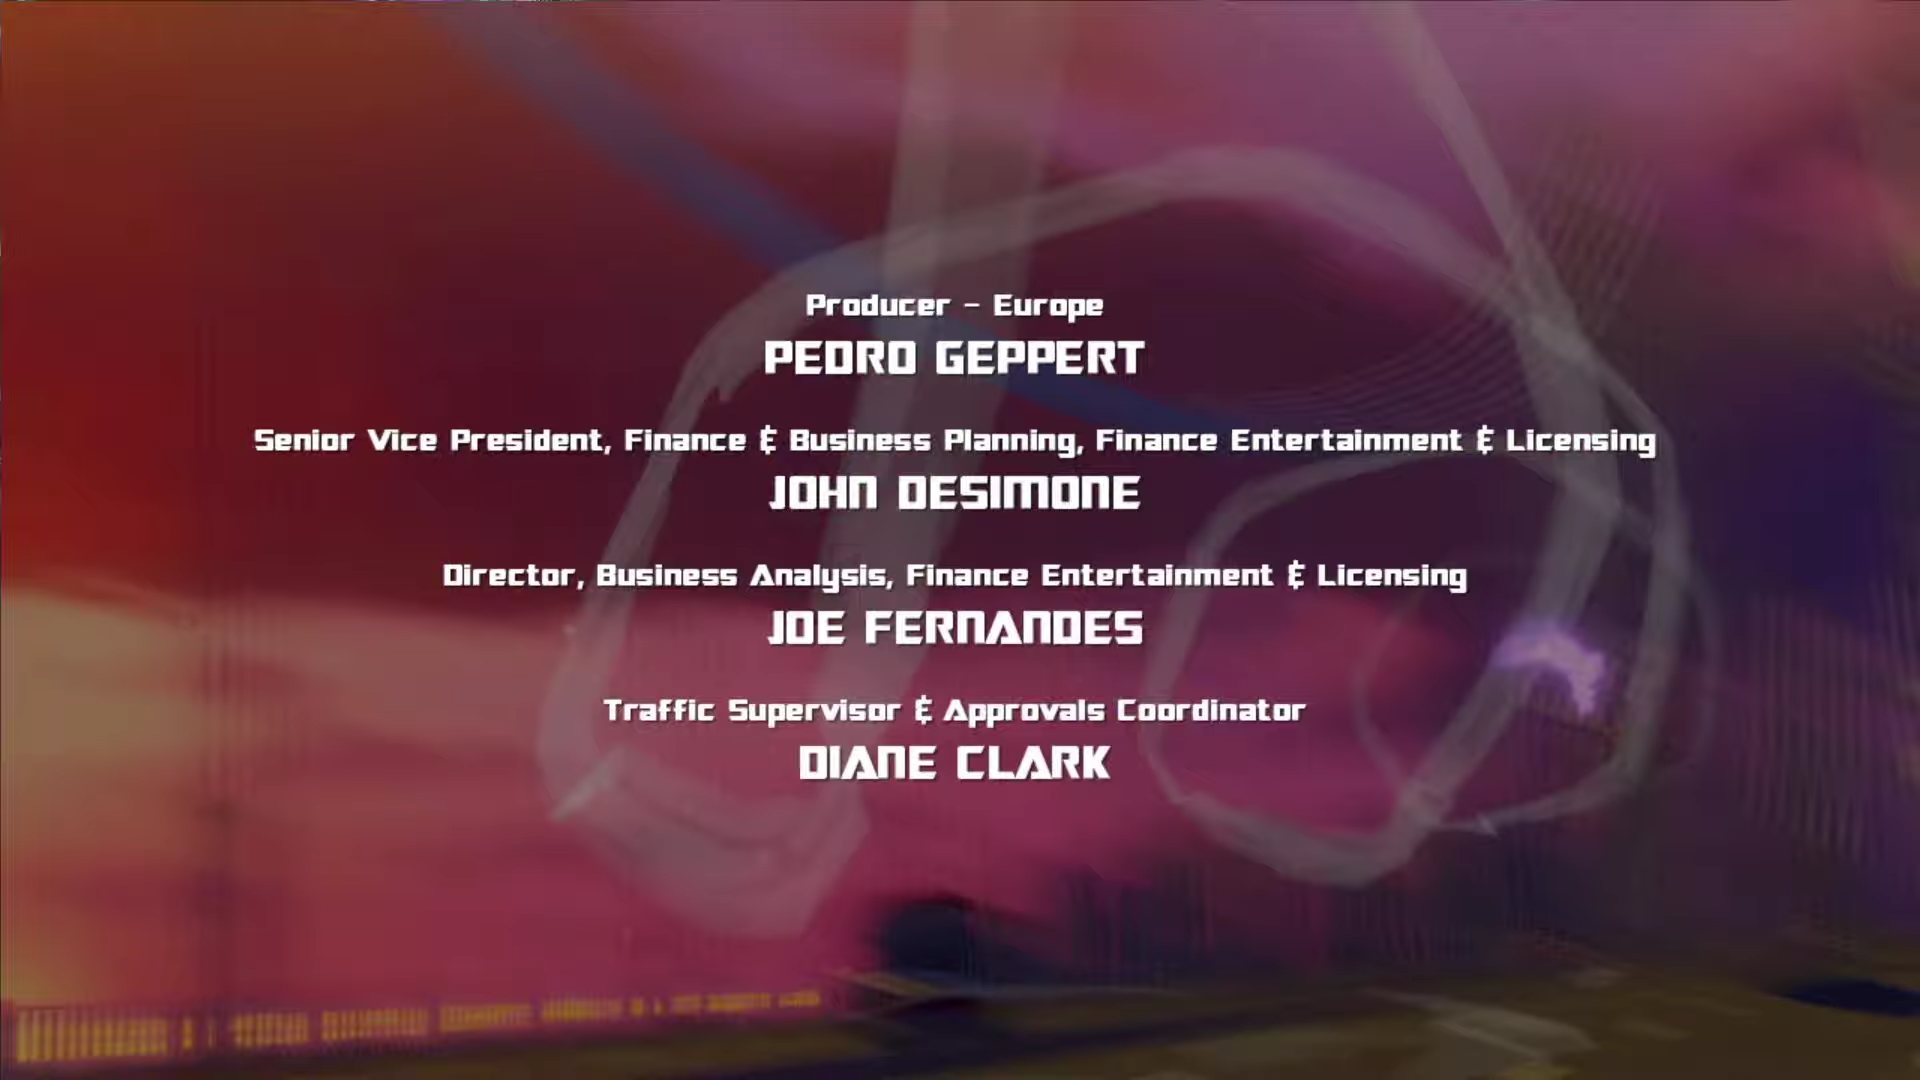 Producer - Europe
PEDRO GEPPERT
Senior Vice President, Finance & Business Planning, Finance Entertainment & Licensing
JOHN DESIMONE
Director, Business Analysis, Finance Entertainment & Licensing
JOE FERNANDES
Traffic Supervisor & Approvals Coordinator
DIANE CLARK